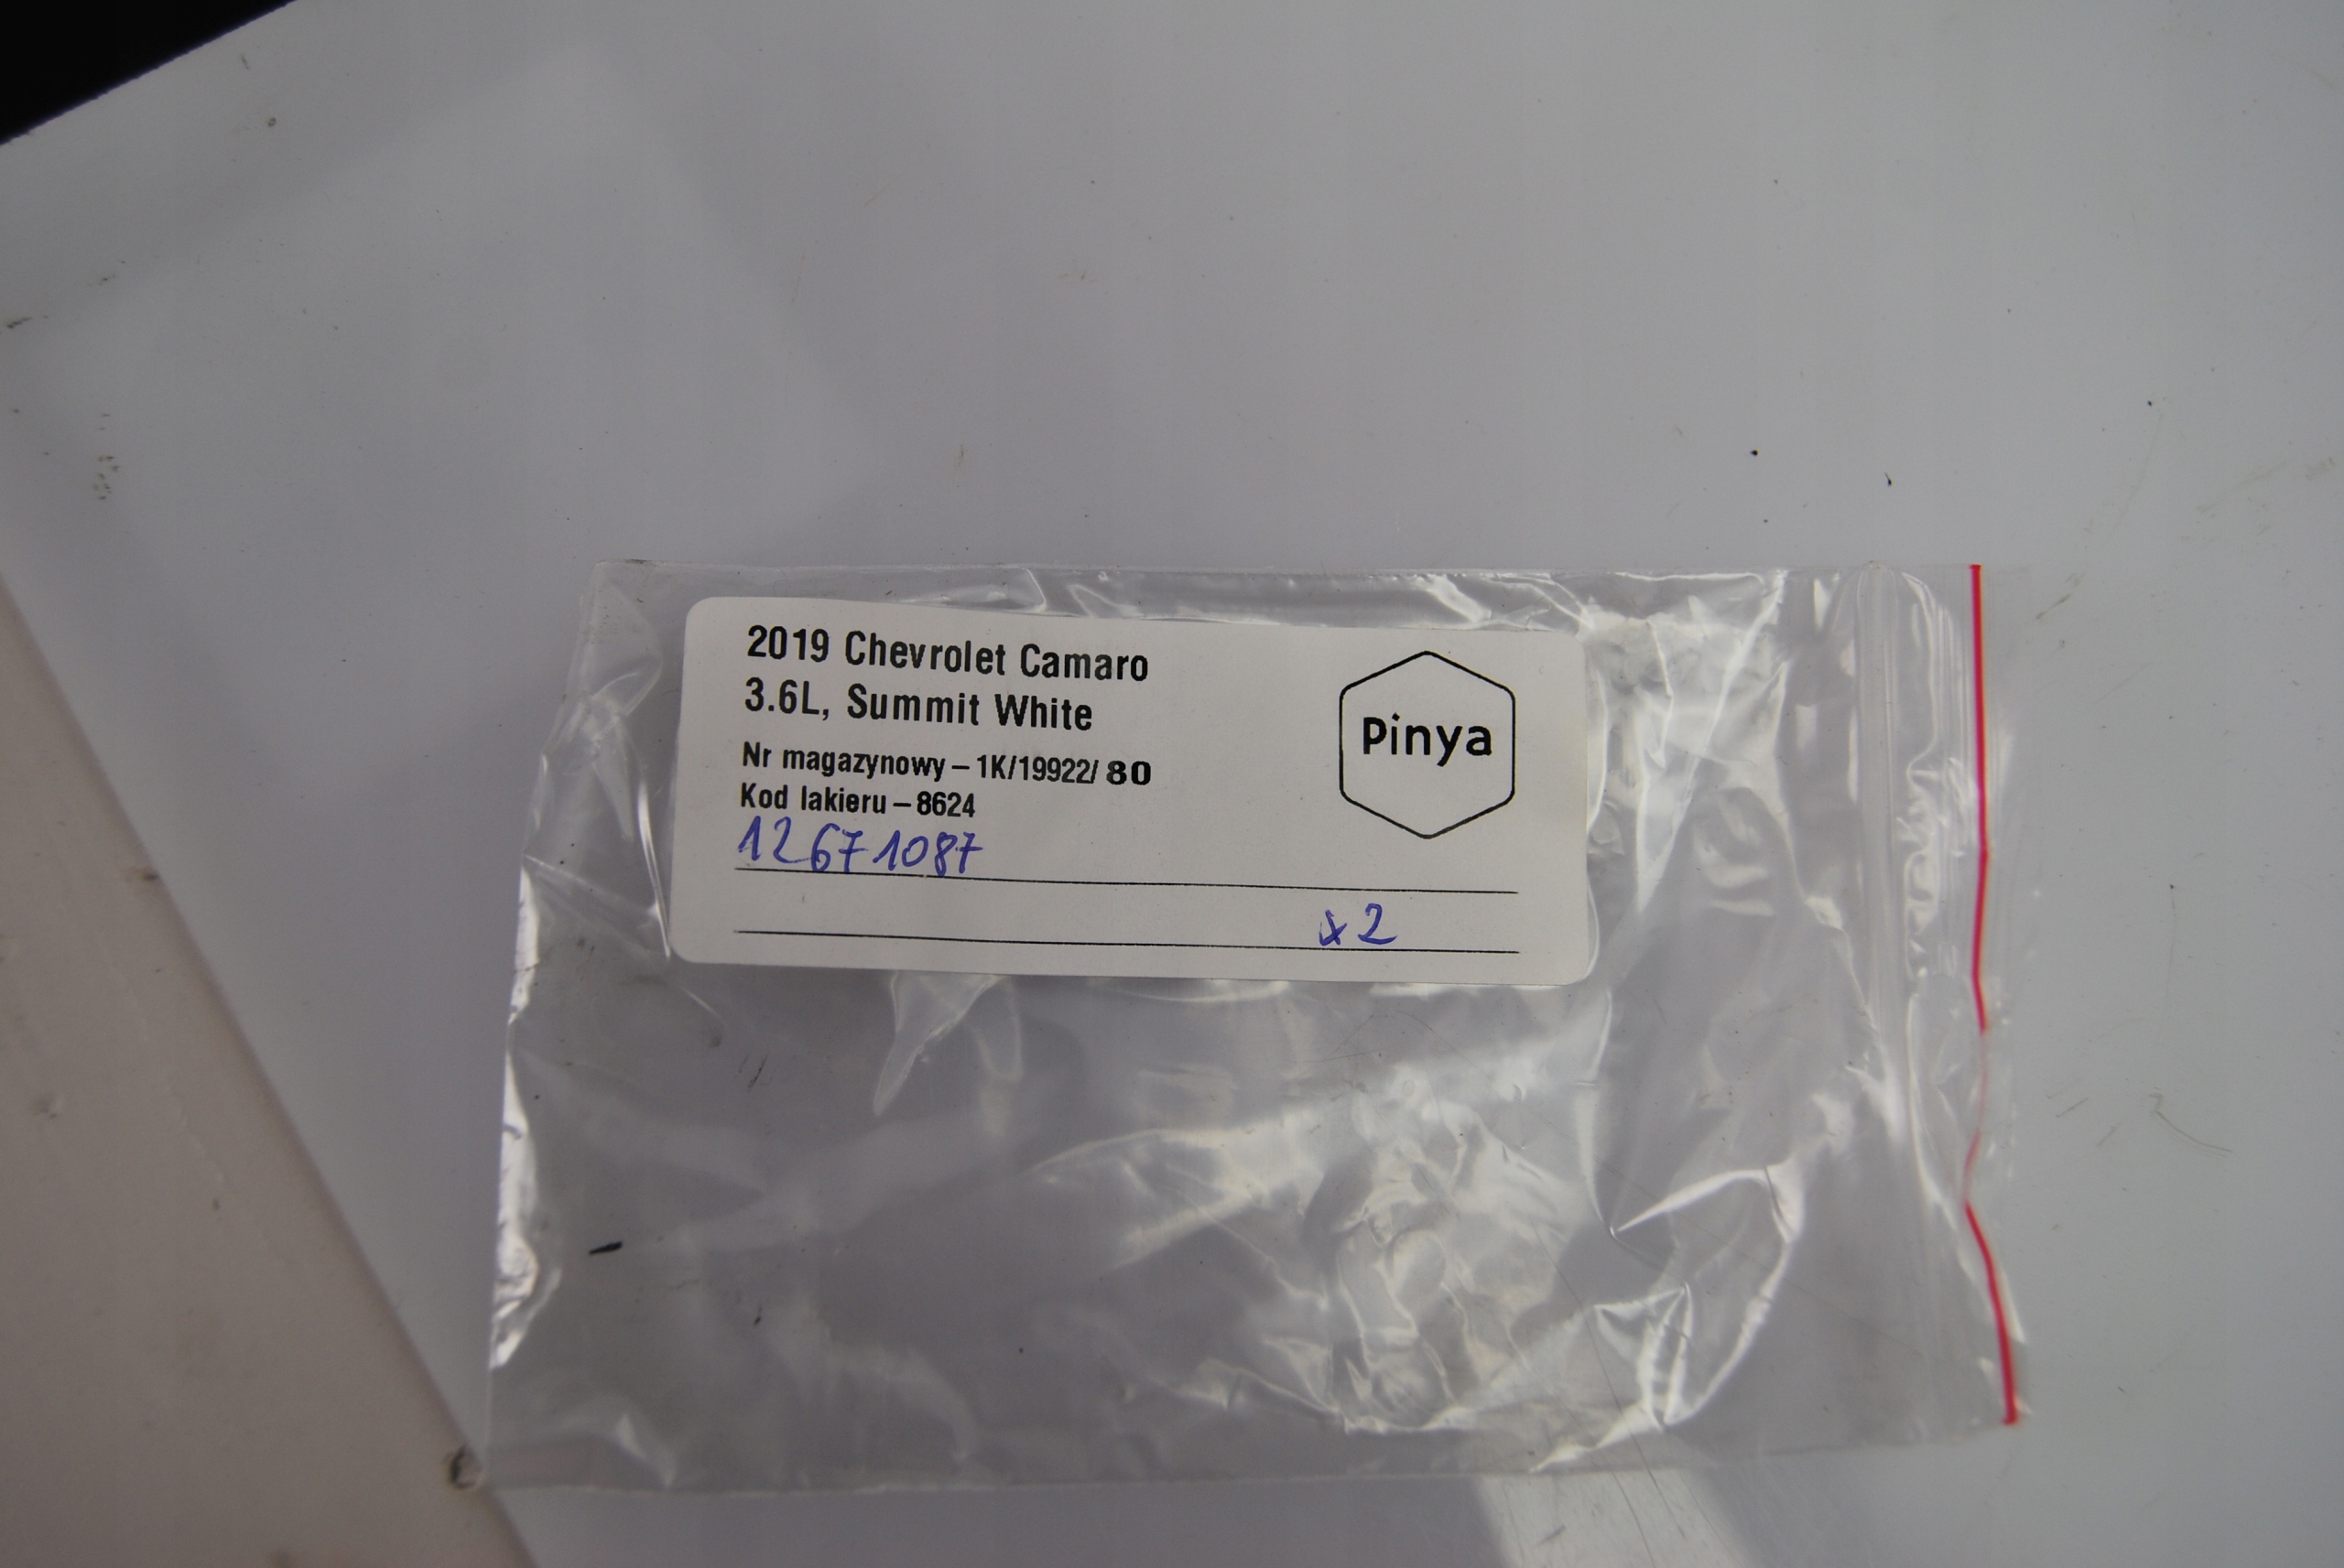 2019 Chevrolet Camaro
3.6L, Summit White
Nr magazynowy – 1K/19922/ 80
Kod lakieru – 8624
12671087
x2
Pinya